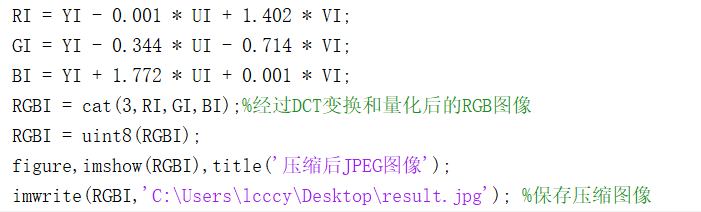 RI = YI - 0.001 * UI + 1.402 * VI;
GI = YI - 0.344 * UI - 0.714 * VI;
BI = YI + 1.772 * UI + 0.001 * VI;
RGBI = cat(3,RI,GI,BI);%经过DCT变换和量化后的RGB图像
RGBI = uint8(RGBI);
figure,imshow(RGBI),title('压缩后JPEG图像');
imwrite(RGBI,'C:\Users\lcccy\Desktop\result.jpg'); %保存压缩图像